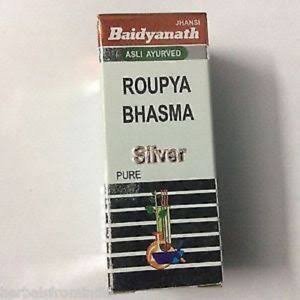 JHANSI
Baidyanath
ASLI AYURVED
ROUPYA
BHASMA
Silver
PURE